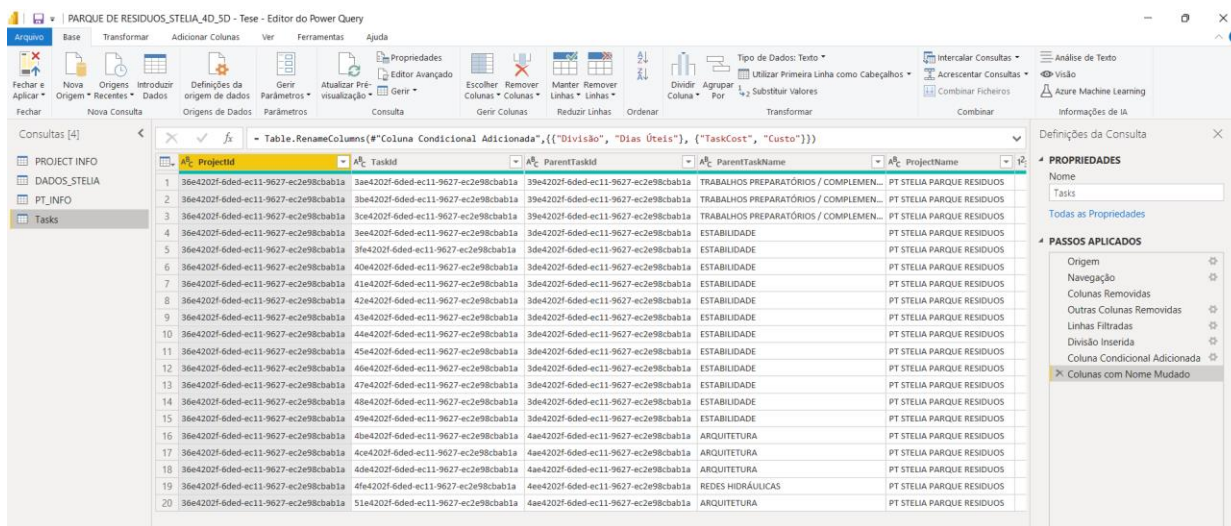 PARQUE DE RESIDUOS_STELIA_4D_5D - Tese - Editor do Power Query
Arquivo Base Transformar Adicionar Colunas Ver Ferramentas Ajuda
Fechar e Aplicar
Nova Origem
Origens Recentes
Introduzir Dados
Definições da origem de dados
Gerir Parâmetros
Atualizar Pré-visualização
Propriedades
Editor Avançado
Gerir
Escolher Colunas
Remover Colunas
Manter Linhas
Remover Linhas
Dividir Coluna
Agrupar Por
Tipo de Dados: Texto
Utilizar Primeira Linha como Cabeçalhos
Substituir Valores
Intercalar Consultas
Acrescentar Consultas
Combinar Ficheiros
Análise de Texto
Visão
Azure Machine Learning
Fechar Nova Consulta Origens de Dados Parâmetros Consulta Gerir Colunas Reduzir Linhas Ordenar Transformar Combinar Informações de IA
Consultas [4]
PROJECT INFO
DADOS_STELIA
PT_INFO
Tasks
fx = Table.RenameColumns(#"Coluna Condicional Adicionada",{{"Divisão", "Dias Úteis"}, {"TaskCost", "Custo"}})
ProjectId TaskId ParentTaskId ParentTaskName ProjectName
1 36e4202f-6ded-ec11-9627-ec2e98cbab1a 3ae4202f-6ded-ec11-9627-ec2e98cbab1a 39e4202f-6ded-ec11-9627-ec2e98cbab1a TRABALHOS PREPARATÓRIOS / COMPLEMEN... PT STELIA PARQUE RESIDUOS
2 36e4202f-6ded-ec11-9627-ec2e98cbab1a 3be4202f-6ded-ec11-9627-ec2e98cbab1a 39e4202f-6ded-ec11-9627-ec2e98cbab1a TRABALHOS PREPARATÓRIOS / COMPLEMEN... PT STELIA PARQUE RESIDUOS
3 36e4202f-6ded-ec11-9627-ec2e98cbab1a 3ce4202f-6ded-ec11-9627-ec2e98cbab1a 39e4202f-6ded-ec11-9627-ec2e98cbab1a TRABALHOS PREPARATÓRIOS / COMPLEMEN... PT STELIA PARQUE RESIDUOS
4 36e4202f-6ded-ec11-9627-ec2e98cbab1a 3ee4202f-6ded-ec11-9627-ec2e98cbab1a 3de4202f-6ded-ec11-9627-ec2e98cbab1a ESTABILIDADE PT STELIA PARQUE RESIDUOS
5 36e4202f-6ded-ec11-9627-ec2e98cbab1a 3fe4202f-6ded-ec11-9627-ec2e98cbab1a 3de4202f-6ded-ec11-9627-ec2e98cbab1a ESTABILIDADE PT STELIA PARQUE RESIDUOS
6 36e4202f-6ded-ec11-9627-ec2e98cbab1a 40e4202f-6ded-ec11-9627-ec2e98cbab1a 3de4202f-6ded-ec11-9627-ec2e98cbab1a ESTABILIDADE PT STELIA PARQUE RESIDUOS
7 36e4202f-6ded-ec11-9627-ec2e98cbab1a 41e4202f-6ded-ec11-9627-ec2e98cbab1a 3de4202f-6ded-ec11-9627-ec2e98cbab1a ESTABILIDADE PT STELIA PARQUE RESIDUOS
8 36e4202f-6ded-ec11-9627-ec2e98cbab1a 42e4202f-6ded-ec11-9627-ec2e98cbab1a 3de4202f-6ded-ec11-9627-ec2e98cbab1a ESTABILIDADE PT STELIA PARQUE RESIDUOS
9 36e4202f-6ded-ec11-9627-ec2e98cbab1a 43e4202f-6ded-ec11-9627-ec2e98cbab1a 3de4202f-6ded-ec11-9627-ec2e98cbab1a ESTABILIDADE PT STELIA PARQUE RESIDUOS
10 36e4202f-6ded-ec11-9627-ec2e98cbab1a 44e4202f-6ded-ec11-9627-ec2e98cbab1a 3de4202f-6ded-ec11-9627-ec2e98cbab1a ESTABILIDADE PT STELIA PARQUE RESIDUOS
11 36e4202f-6ded-ec11-9627-ec2e98cbab1a 45e4202f-6ded-ec11-9627-ec2e98cbab1a 3de4202f-6ded-ec11-9627-ec2e98cbab1a ESTABILIDADE PT STELIA PARQUE RESIDUOS
12 36e4202f-6ded-ec11-9627-ec2e98cbab1a 46e4202f-6ded-ec11-9627-ec2e98cbab1a 3de4202f-6ded-ec11-9627-ec2e98cbab1a ESTABILIDADE PT STELIA PARQUE RESIDUOS
13 36e4202f-6ded-ec11-9627-ec2e98cbab1a 47e4202f-6ded-ec11-9627-ec2e98cbab1a 3de4202f-6ded-ec11-9627-ec2e98cbab1a ESTABILIDADE PT STELIA PARQUE RESIDUOS
14 36e4202f-6ded-ec11-9627-ec2e98cbab1a 48e4202f-6ded-ec11-9627-ec2e98cbab1a 3de4202f-6ded-ec11-9627-ec2e98cbab1a ESTABILIDADE PT STELIA PARQUE RESIDUOS
15 36e4202f-6ded-ec11-9627-ec2e98cbab1a 49e4202f-6ded-ec11-9627-ec2e98cbab1a 3de4202f-6ded-ec11-9627-ec2e98cbab1a ESTABILIDADE PT STELIA PARQUE RESIDUOS
16 36e4202f-6ded-ec11-9627-ec2e98cbab1a 4be4202f-6ded-ec11-9627-ec2e98cbab1a 4ae4202f-6ded-ec11-9627-ec2e98cbab1a ARQUITETURA PT STELIA PARQUE RESIDUOS
17 36e4202f-6ded-ec11-9627-ec2e98cbab1a 4ce4202f-6ded-ec11-9627-ec2e98cbab1a 4ae4202f-6ded-ec11-9627-ec2e98cbab1a ARQUITETURA PT STELIA PARQUE RESIDUOS
18 36e4202f-6ded-ec11-9627-ec2e98cbab1a 4de4202f-6ded-ec11-9627-ec2e98cbab1a 4ae4202f-6ded-ec11-9627-ec2e98cbab1a ARQUITETURA PT STELIA PARQUE RESIDUOS
19 36e4202f-6ded-ec11-9627-ec2e98cbab1a 4fe4202f-6ded-ec11-9627-ec2e98cbab1a 4ee4202f-6ded-ec11-9627-ec2e98cbab1a REDES HIDRÁULICAS PT STELIA PARQUE RESIDUOS
20 36e4202f-6ded-ec11-9627-ec2e98cbab1a 51e4202f-6ded-ec11-9627-ec2e98cbab1a 4ae4202f-6ded-ec11-9627-ec2e98cbab1a ARQUITETURA PT STELIA PARQUE RESIDUOS
Definições da Consulta
PROPRIEDADES
Nome
Tasks
Todas as Propriedades
PASSOS APLICADOS
Origem
Navegação
Colunas Removidas
Outras Colunas Removidas
Linhas Filtradas
Divisão Inserida
Coluna Condicional Adicionada
Colunas com Nome Mudado